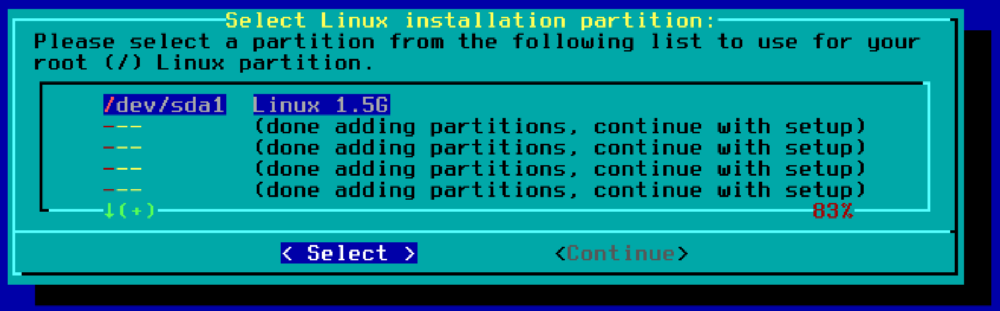 Select Linux installation partition:
Please select a partition from the following list to use for your
root (/) Linux partition.
/dev/sda1 Linux 1.5G
--- (done adding partitions, continue with setup)
--- (done adding partitions, continue with setup)
--- (done adding partitions, continue with setup)
--- (done adding partitions, continue with setup)
↓(+) 83%
< Select > <Continue>